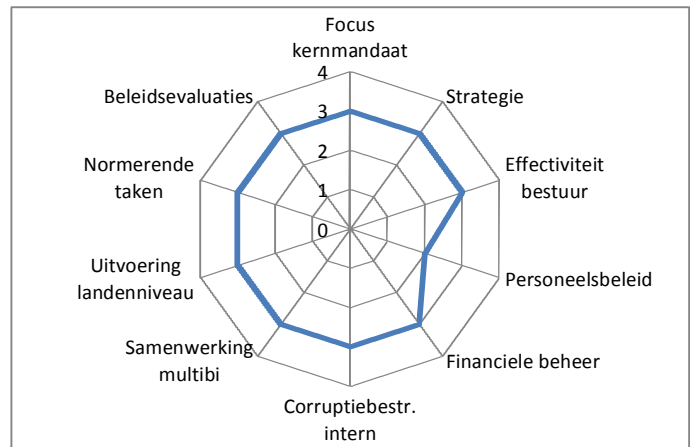 Focus
kernmandaat
Strategie
Effectiviteit
bestuur
Personeelsbeleid
Financiele beheer
Corruptiebestr.
intern
Samenwerking
multibi
Uitvoering
landenniveau
Normerende
taken
Beleidsevaluaties
4
3
2
1
0